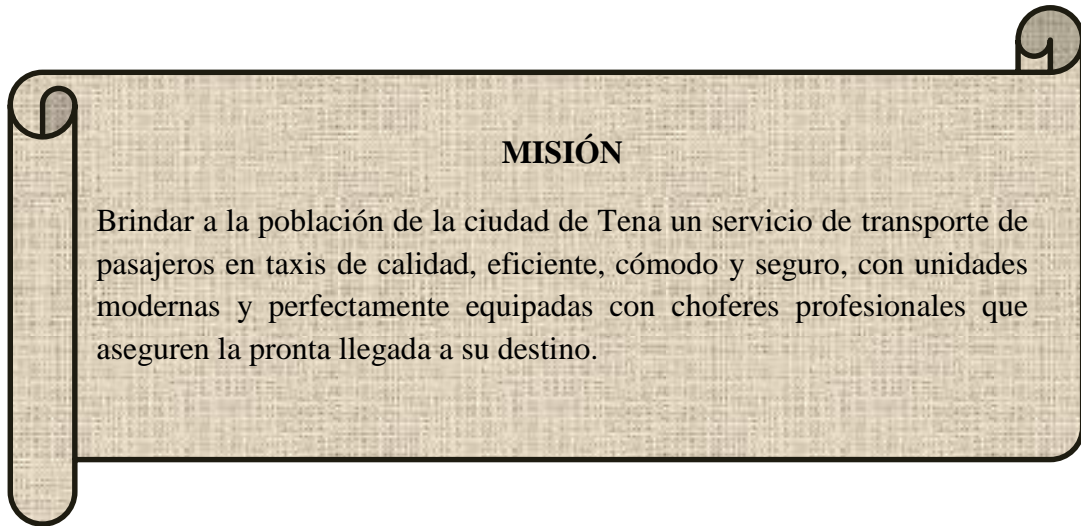 MISIÓN
Brindar a la población de la ciudad de Tena un servicio de transporte de
pasajeros en taxis de calidad, eficiente, cómodo y seguro, con unidades
modernas y perfectamente equipadas con choferes profesionales que
aseguren la pronta llegada a su destino.